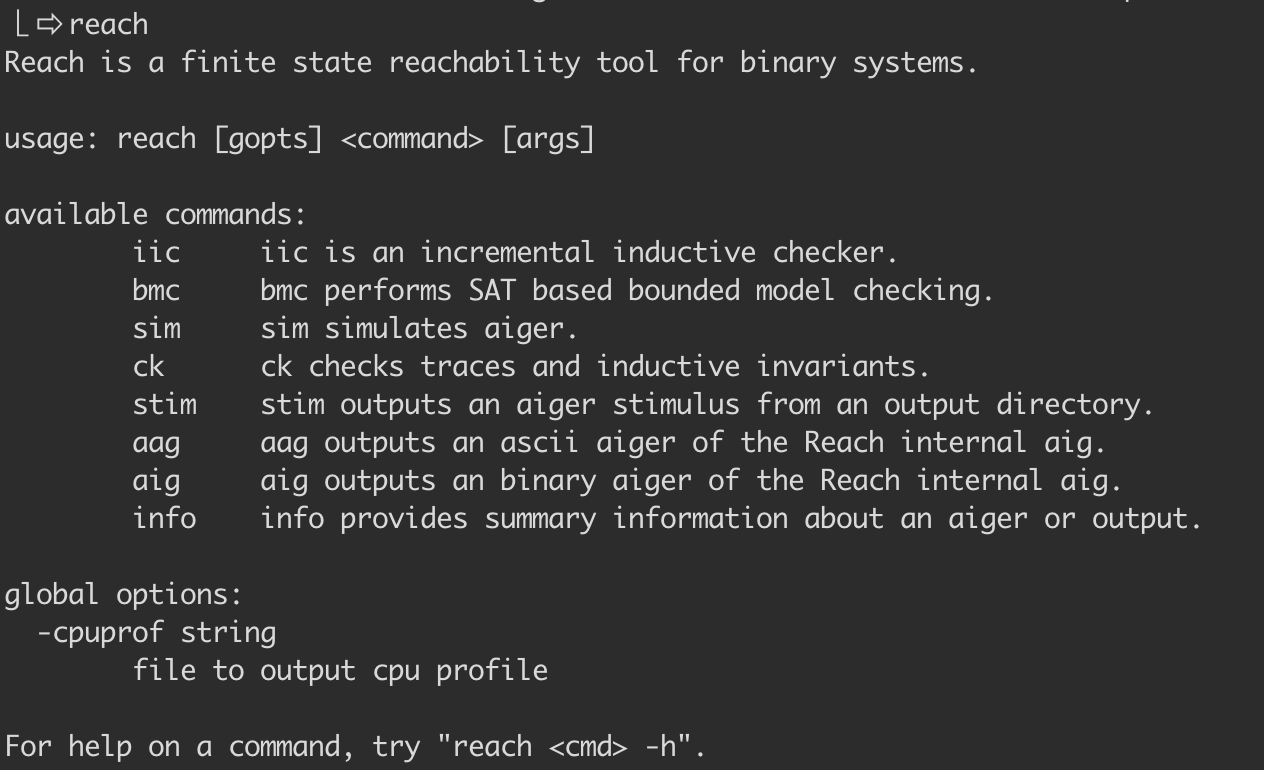 ⎣⇨reach
Reach is a finite state reachability tool for binary systems.
usage: reach [gopts] <command> [args]
available commands:
iic iic is an incremental inductive checker.
bmc bmc performs SAT based bounded model checking.
sim sim simulates aiger.
ck ck checks traces and inductive invariants.
stim stim outputs an aiger stimulus from an output directory.
aag aag outputs an ascii aiger of the Reach internal aig.
aig aig outputs an binary aiger of the Reach internal aig.
info info provides summary information about an aiger or output.
global options:
-cpuprof string
file to output cpu profile
For help on a command, try "reach <cmd> -h".